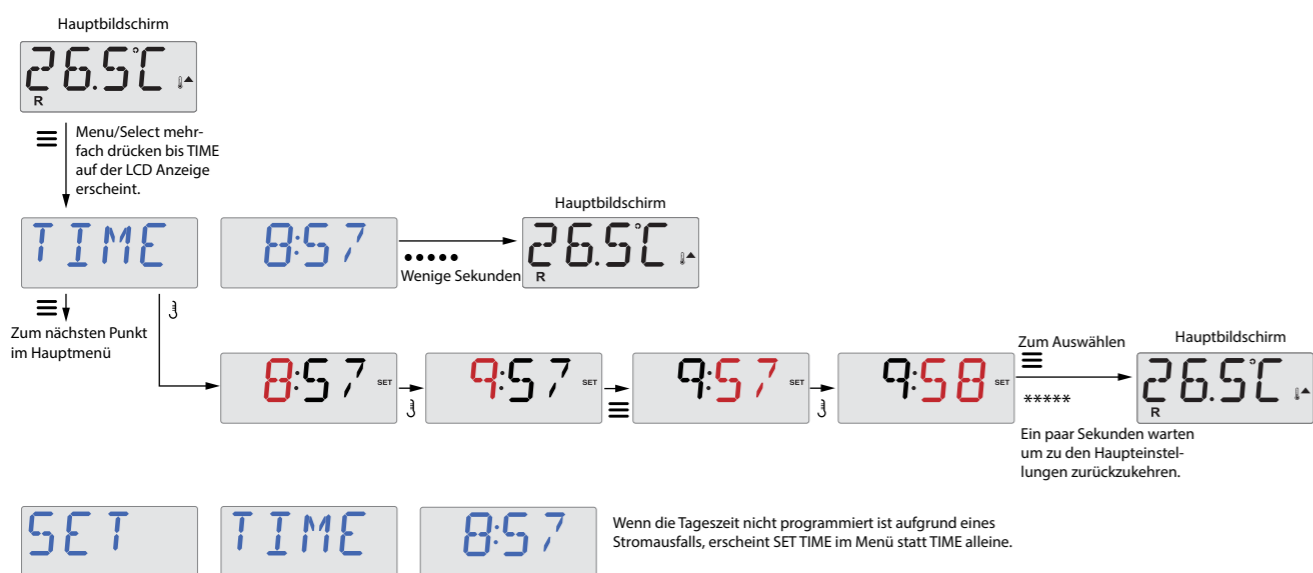 Hauptbildschirm
26.5°C
R
Menu/Select mehr-
fach drücken bis TIME
auf der LCD Anzeige
erscheint.
TIME
8:57
•••••
Wenige Sekunden
Hauptbildschirm
26.5°C
R
Zum nächsten Punkt
im Hauptmenü
8:57 SET
9:57 SET
9:57 SET
9:58 SET
Zum Auswählen
*****
Ein paar Sekunden warten
um zu den Haupteinstel-
lungen zurückzukehren.
Hauptbildschirm
26.5°C
R
SET
TIME
8:57
Wenn die Tageszeit nicht programmiert ist aufgrund eines
Stromausfalls, erscheint SET TIME im Menü statt TIME alleine.